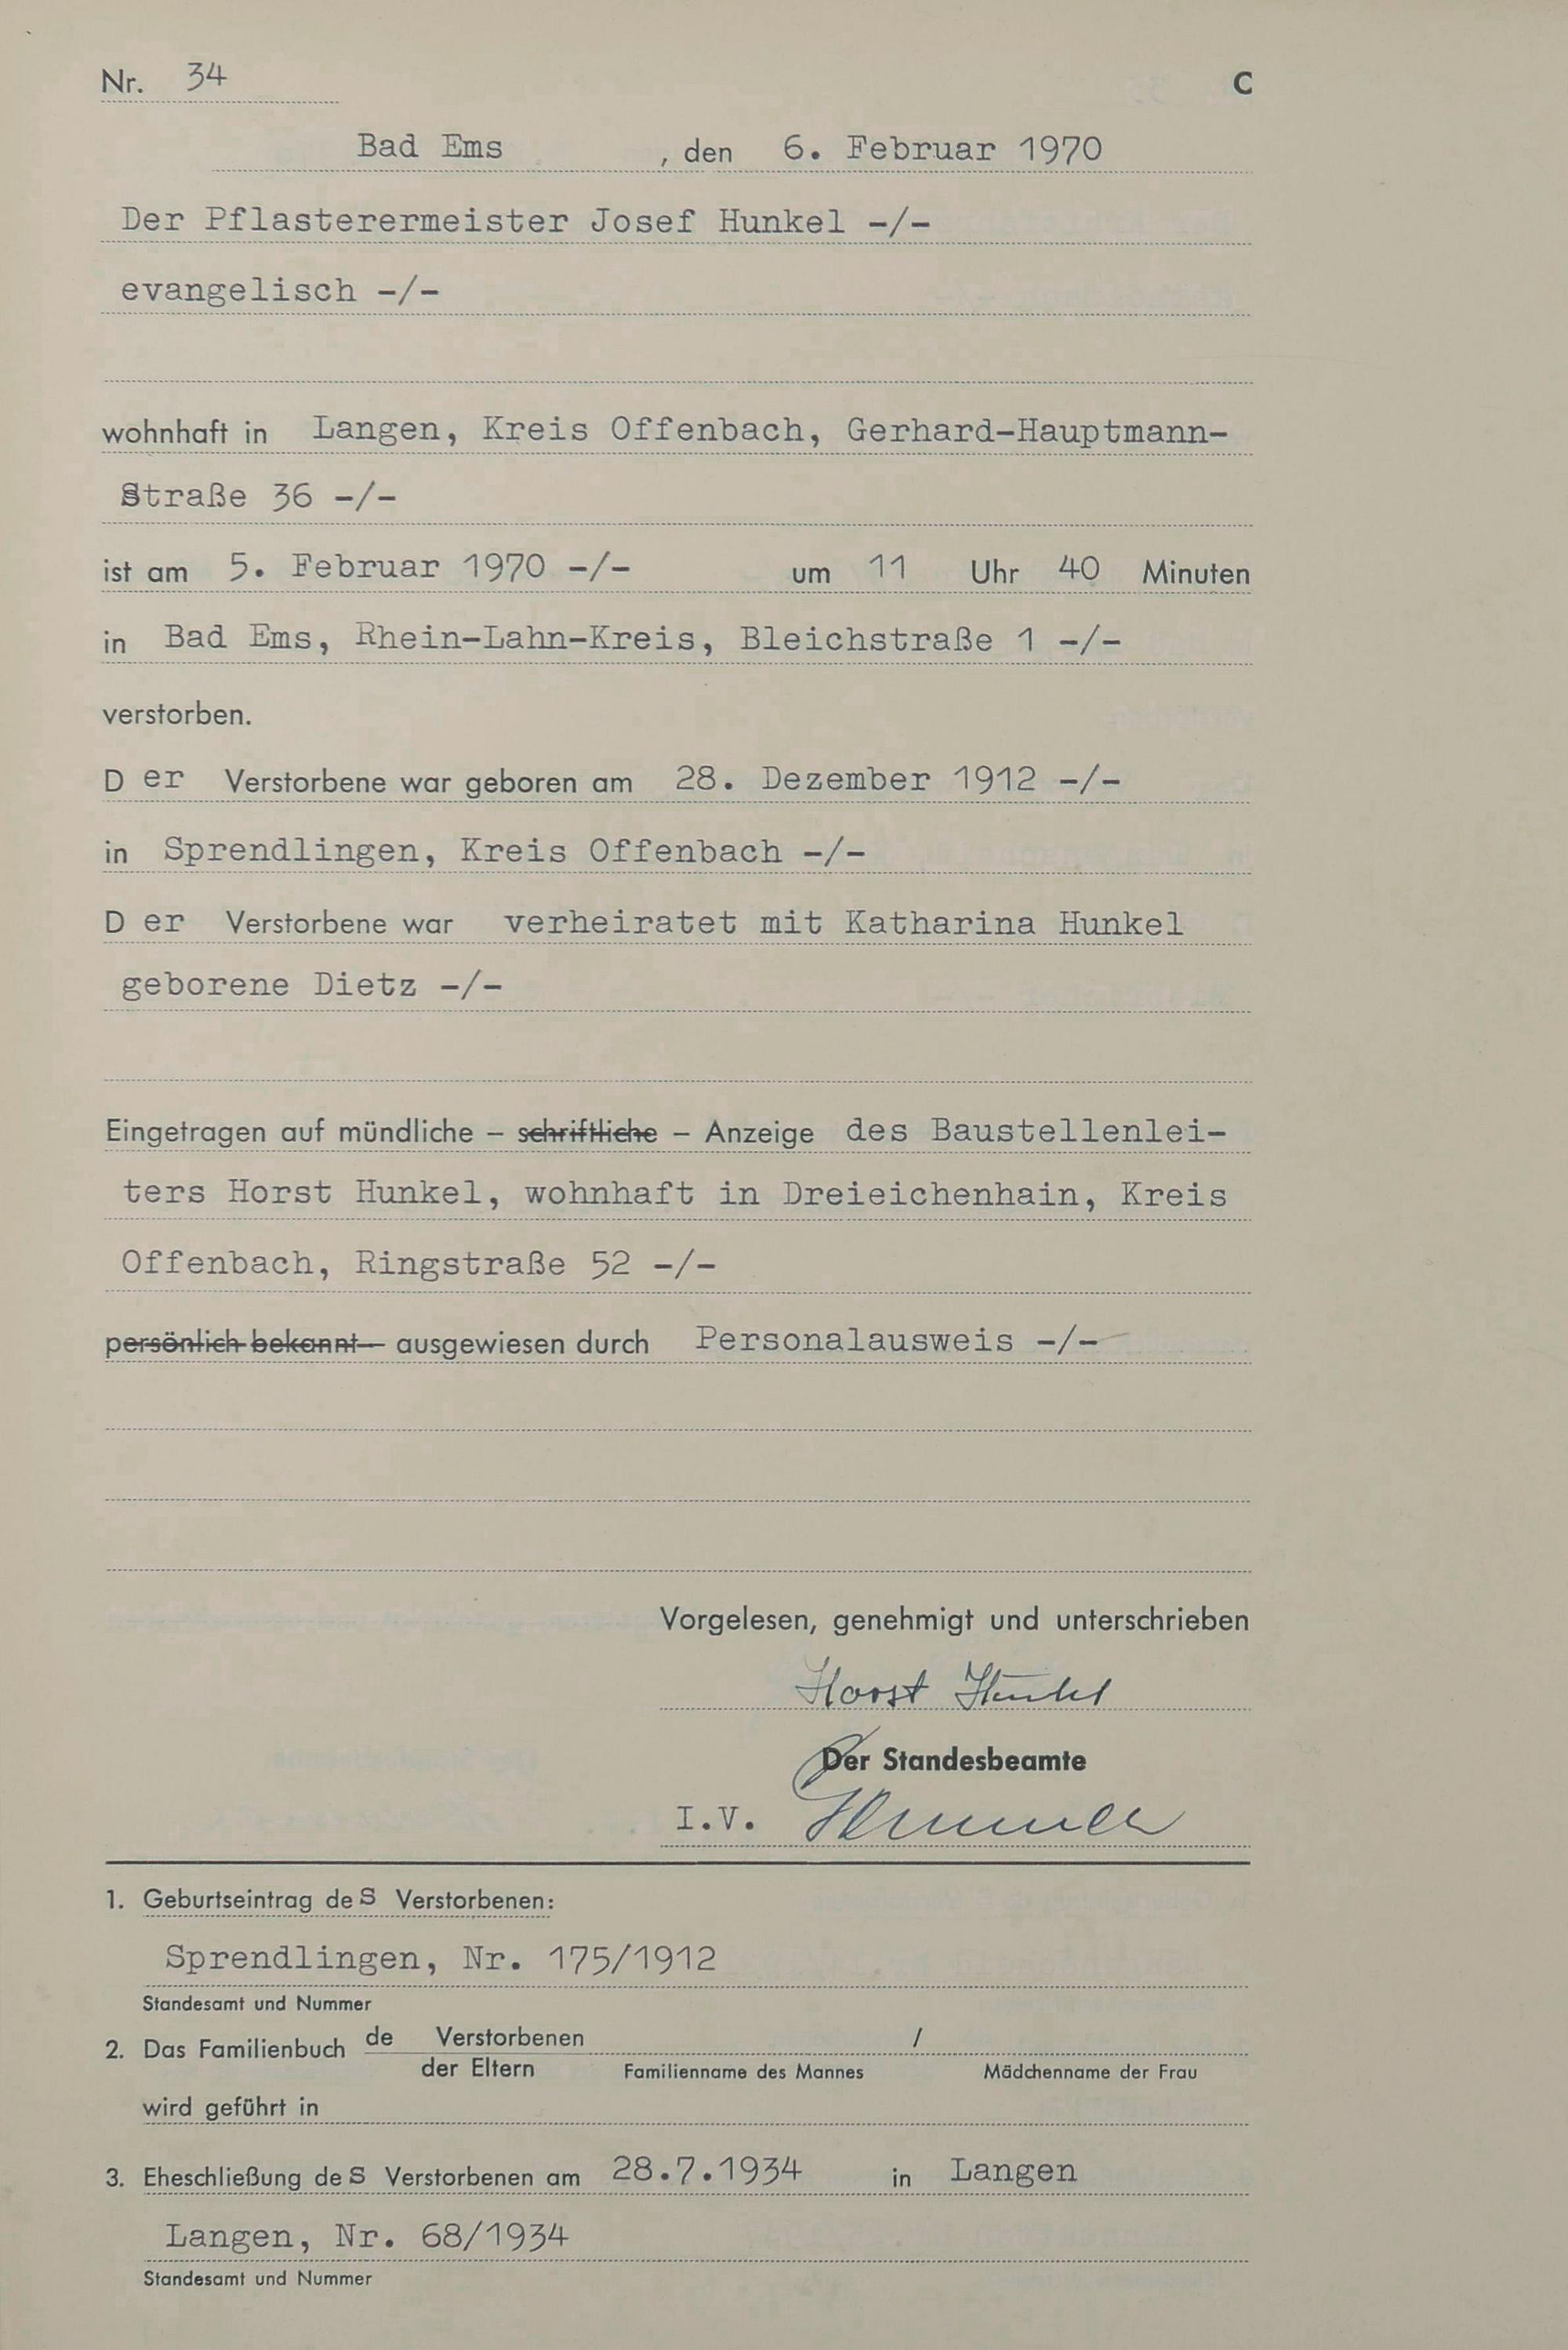 Nr. 34 C
Bad Ems , den 6. Februar 1970
Der Pflasterermeister Josef Hunkel -/-
evangelisch -/-
wohnhaft in Langen, Kreis Offenbach, Gerhard-Hauptmann-
Straße 36 -/-
ist am 5. Februar 1970 -/- um 11 Uhr 40 Minuten
in Bad Ems, Rhein-Lahn-Kreis, Bleichstraße 1 -/-
verstorben.
D er Verstorbene war geboren am 28. Dezember 1912 -/-
in Sprendlingen, Kreis Offenbach -/-
D er Verstorbene war verheiratet mit Katharina Hunkel
geborene Dietz -/-
Eingetragen auf mündliche – schriftliche – Anzeige des Baustellenlei-
ters Horst Hunkel, wohnhaft in Dreieichenhain, Kreis
Offenbach, Ringstraße 52 -/-
persönlich bekannt – ausgewiesen durch Personalausweis -/-
Vorgelesen, genehmigt und unterschrieben
Horst Hunkel
Der Standesbeamte
I.V.
1. Geburtseintrag des Verstorbenen:
Sprendlingen, Nr. 175/1912
Standesamt und Nummer
2. Das Familienbuch de Verstorbenen /
der Eltern Familienname des Mannes Mädchenname der Frau
wird geführt in
3. Eheschließung des Verstorbenen am 28.7.1934 in Langen
Langen, Nr. 68/1934
Standesamt und Nummer